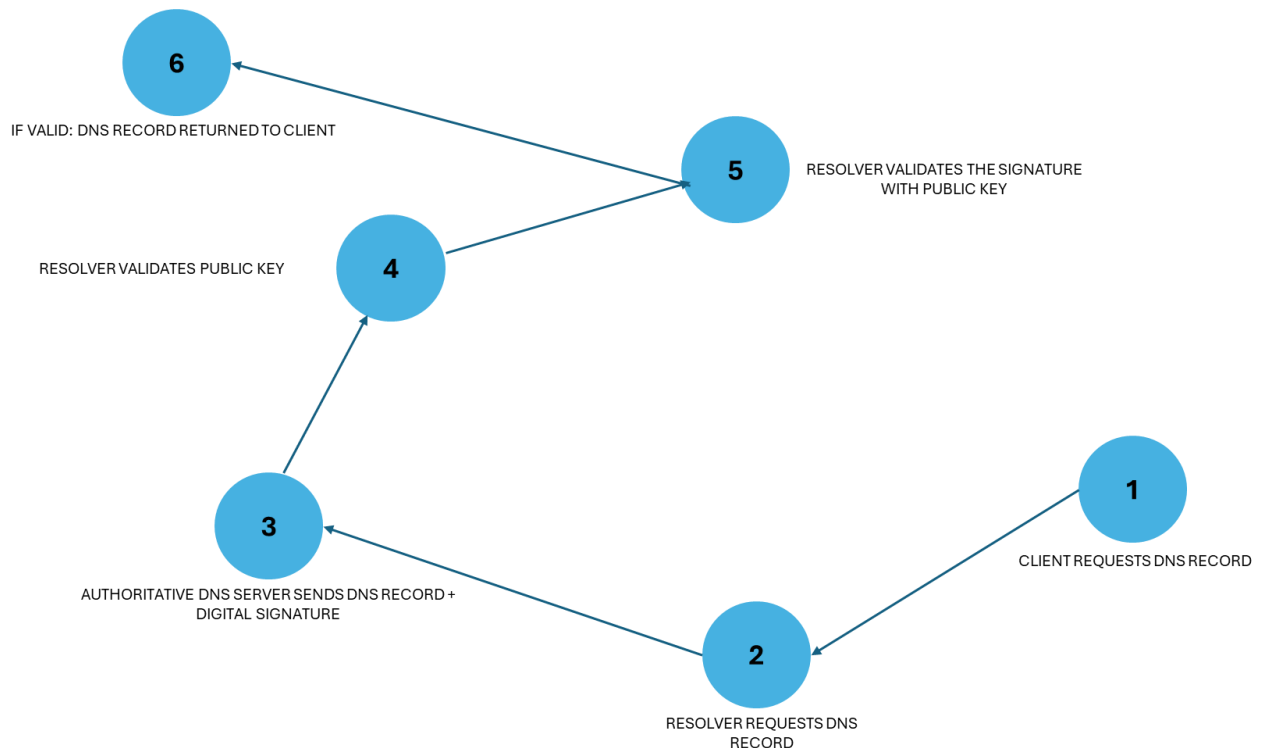 6
IF VALID: DNS RECORD RETURNED TO CLIENT
5
RESOLVER VALIDATES THE SIGNATURE
WITH PUBLIC KEY
4
RESOLVER VALIDATES PUBLIC KEY
3
AUTHORITATIVE DNS SERVER SENDS DNS RECORD +
DIGITAL SIGNATURE
1
CLIENT REQUESTS DNS RECORD
2
RESOLVER REQUESTS DNS
RECORD